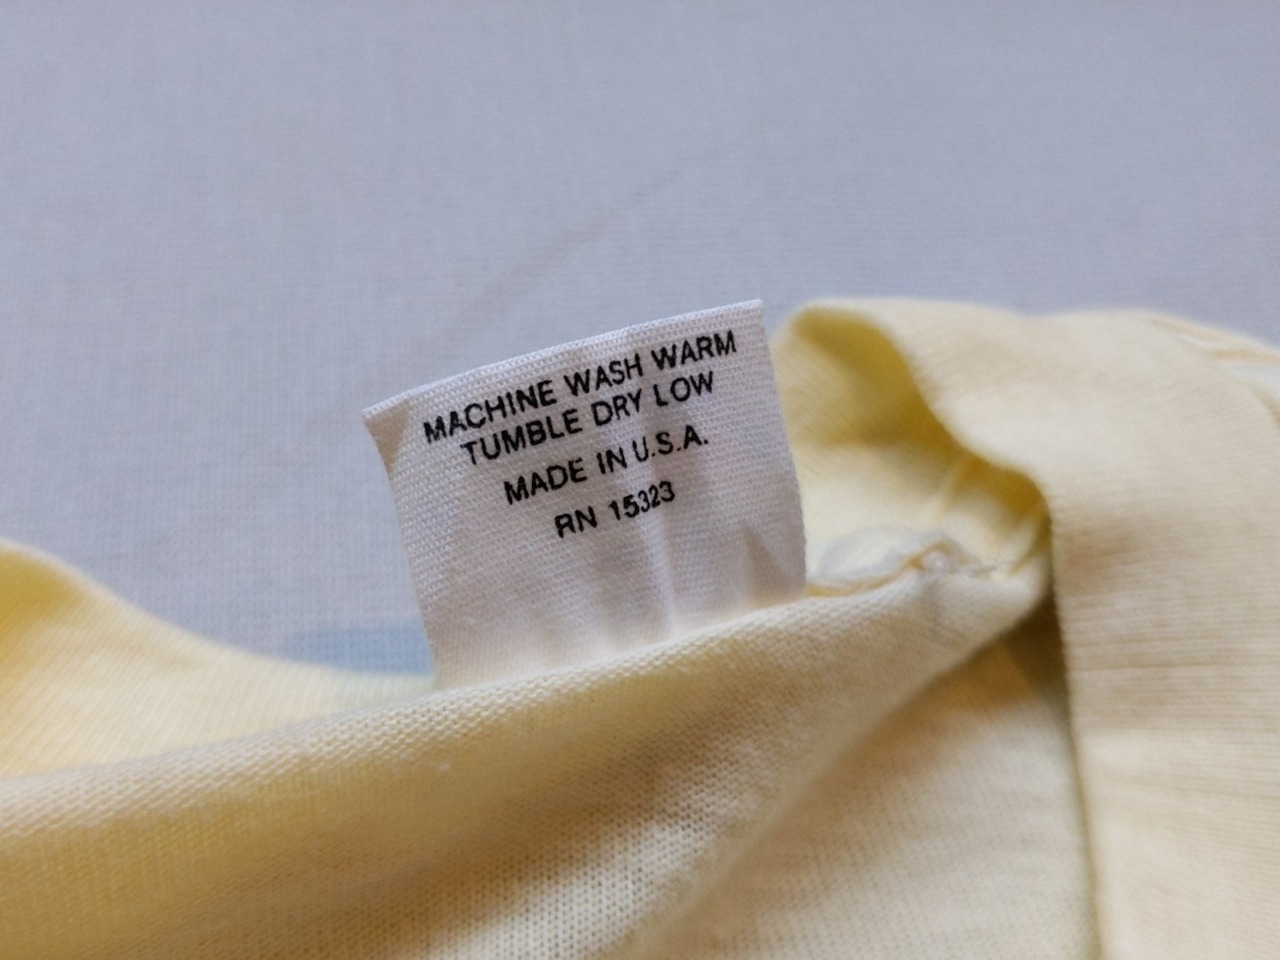 MACHINE WASH WARM
TUMBLE DRY LOW
MADE IN U.S.A.
RN 15323